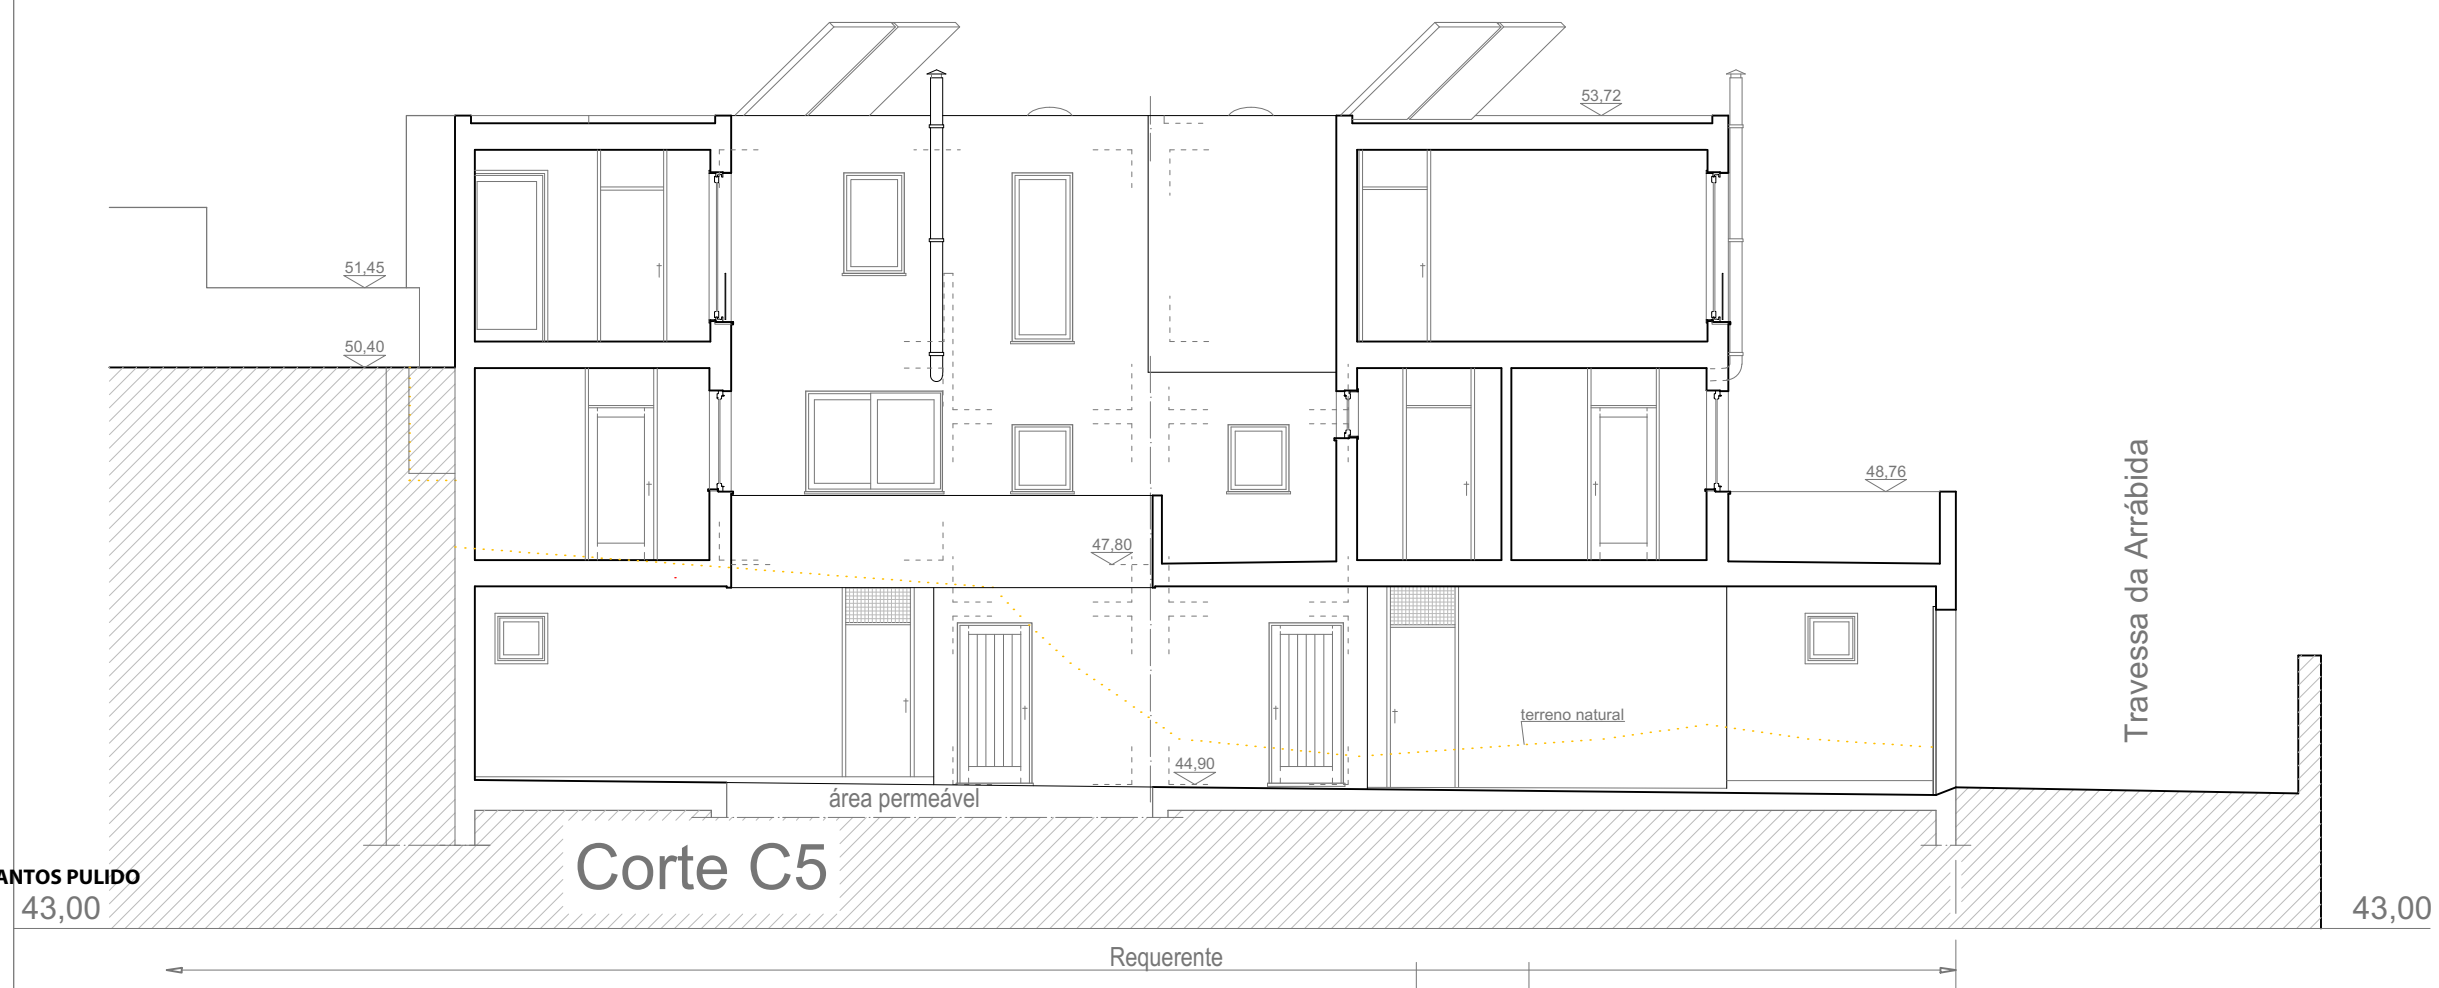 53,72
51,45
50,40
48,76
47,80
terreno natural
44,90
área permeável
Corte C5
Travessa da Arrábida
ANTOS PULIDO
43,00
43,00
Requerente